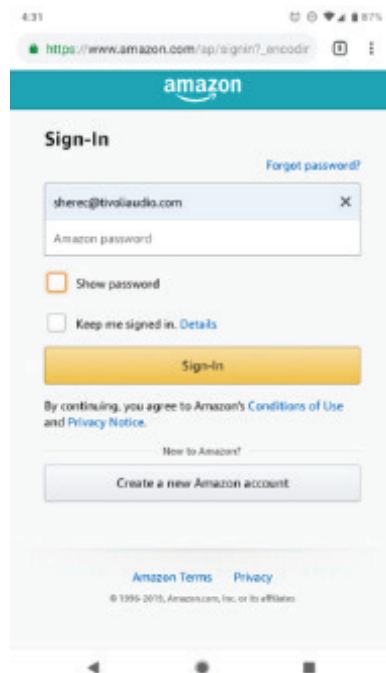 4:31 87%
https://www.amazon.com/ap/signin?_encodir
amazon
Sign-In
Forgot password?
sherec@tivoliaudio.com
Amazon password
Show password
Keep me signed in. Details
Sign-In
By continuing, you agree to Amazon's Conditions of Use
and Privacy Notice.
New to Amazon?
Create a new Amazon account
Amazon Terms Privacy
© 1996-2019, Amazon.com, Inc. or its affiliates